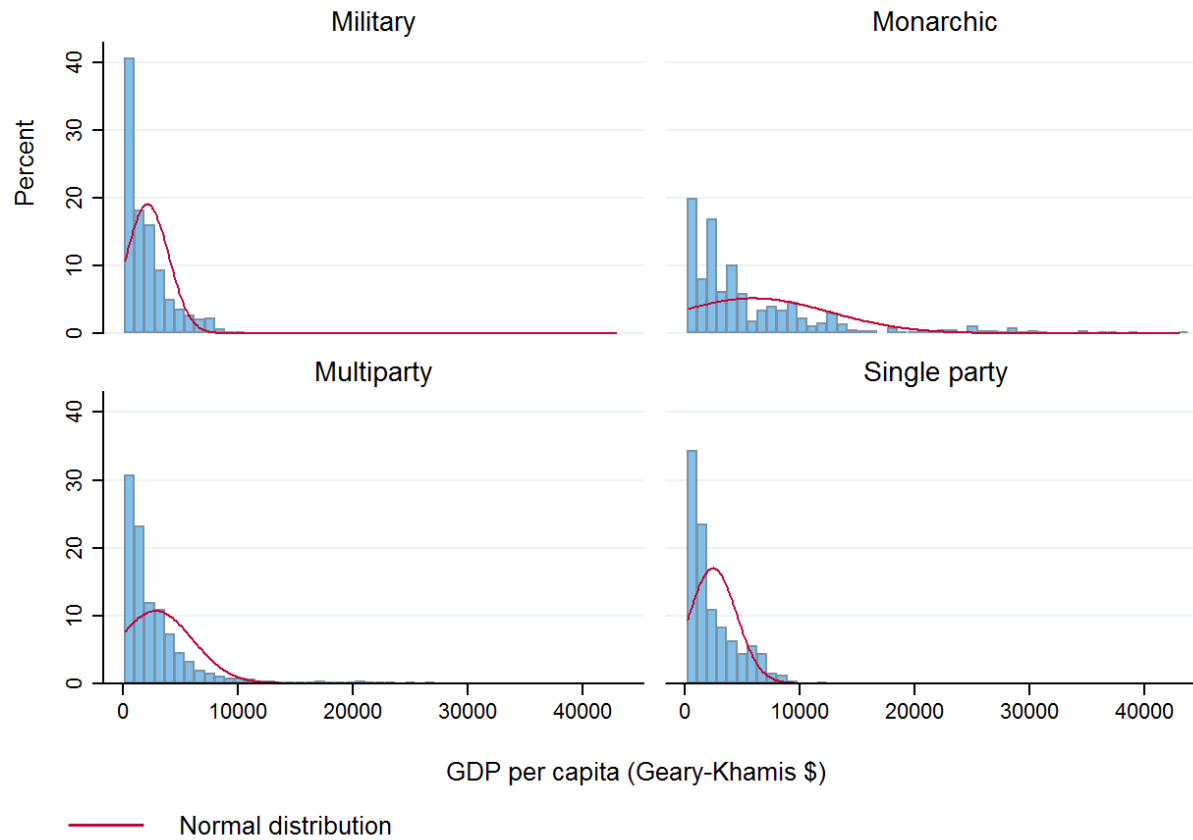 Military
Monarchic
Percent
40
30
20
10
0
Multiparty
Single party
40
30
20
10
0
0 10000 20000 30000 40000
0 10000 20000 30000 40000
GDP per capita (Geary-Khamis $)
Normal distribution